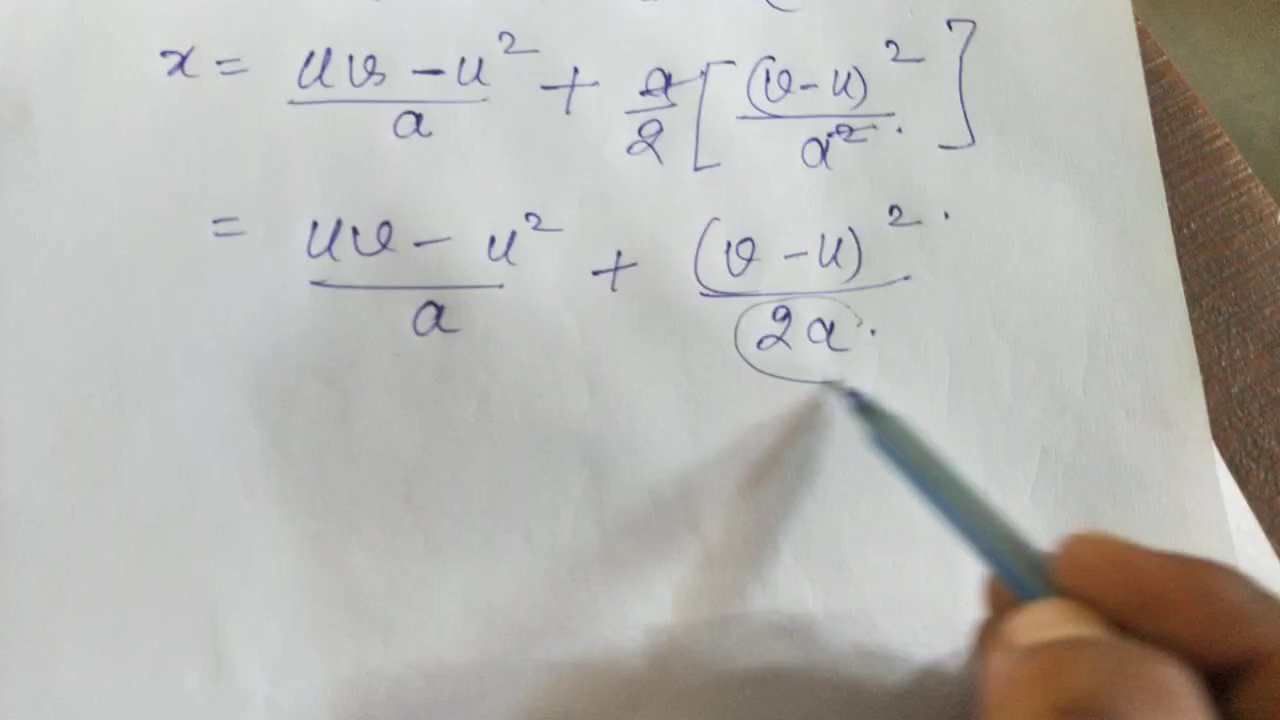 x = (uv - u²)/a + a/2 [ (v-u)²/a² ]
= (uv - u²)/a + (v-u)²/2a